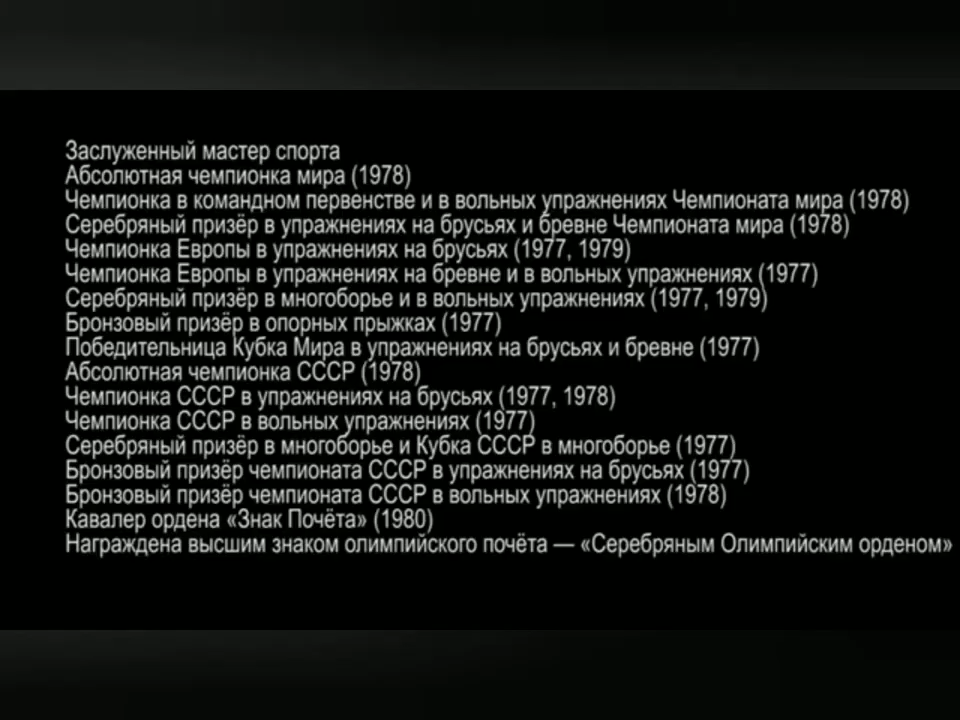 Заслуженный мастер спорта
Абсолютная чемпионка мира (1978)
Чемпионка в командном первенстве и в вольных упражнениях Чемпионата мира (1978)
Серебряный призёр в упражнениях на брусьях и бревне Чемпионата мира (1978)
Чемпионка Европы в упражнениях на брусьях (1977, 1979)
Чемпионка Европы в упражнениях на бревне и в вольных упражнениях (1977)
Серебряный призёр в многоборье и в вольных упражнениях (1977, 1979)
Бронзовый призёр в опорных прыжках (1977)
Победительница Кубка Мира в упражнениях на брусьях и бревне (1977)
Абсолютная чемпионка СССР (1978)
Чемпионка СССР в упражнениях на брусьях (1977, 1978)
Чемпионка СССР в вольных упражнениях (1977)
Серебряный призёр в многоборье и Кубка СССР в многоборье (1977)
Бронзовый призёр чемпионата СССР в упражнениях на брусьях (1977)
Бронзовый призёр чемпионата СССР в вольных упражнениях (1978)
Кавалер ордена «Знак Почёта» (1980)
Награждена высшим знаком олимпийского почёта — «Серебряным Олимпийским орденом»